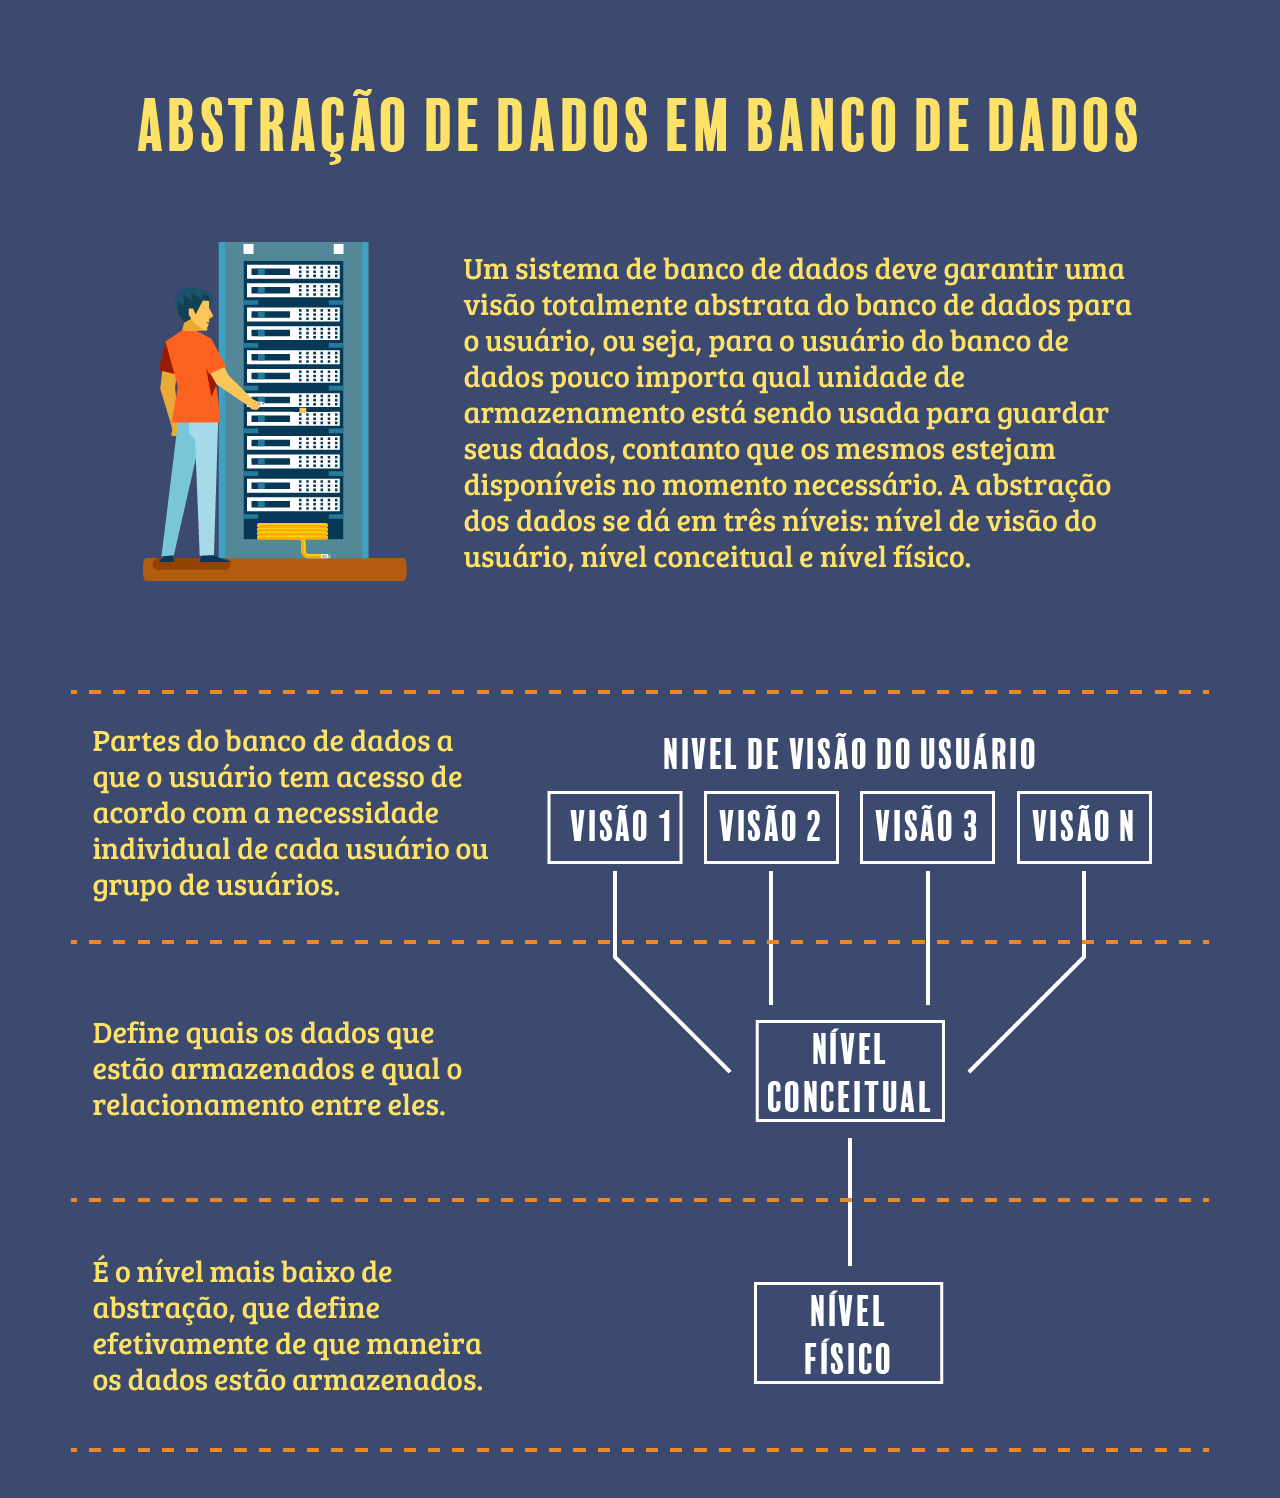 ABSTRAÇÃO DE DADOS EM BANCO DE DADOS
Um sistema de banco de dados deve garantir uma
visão totalmente abstrata do banco de dados para
o usuário, ou seja, para o usuário do banco de
dados pouco importa qual unidade de
armazenamento está sendo usada para guardar
seus dados, contanto que os mesmos estejam
disponíveis no momento necessário. A abstração
dos dados se dá em três níveis: nível de visão do
usuário, nível conceitual e nível físico.
Partes do banco de dados a
que o usuário tem acesso de
acordo com a necessidade
individual de cada usuário ou
grupo de usuários.
NIVEL DE VISÃO DO USUÁRIO
VISÃO 1
VISÃO 2
VISÃO 3
VISÃO N
Define quais os dados que
estão armazenados e qual o
relacionamento entre eles.
NÍVEL
CONCEITUAL
É o nível mais baixo de
abstração, que define
efetivamente de que maneira
os dados estão armazenados.
NÍVEL
FÍSICO